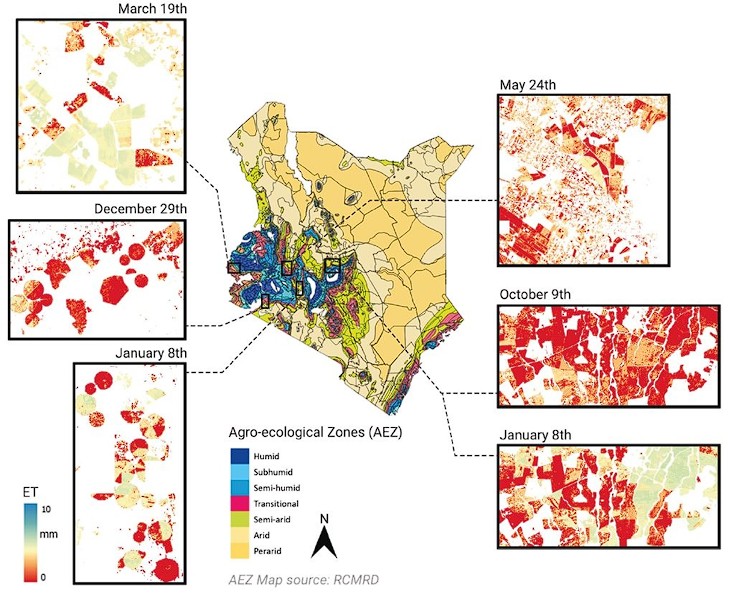 March 19th
May 24th
December 29th
October 9th
January 8th
January 8th
Agro-ecological Zones (AEZ)
Humid
Subhumid
Semi-humid
Transitional
Semi-arid
Arid
Perarid
N
ET
10
mm
0
AEZ Map source: RCMRD